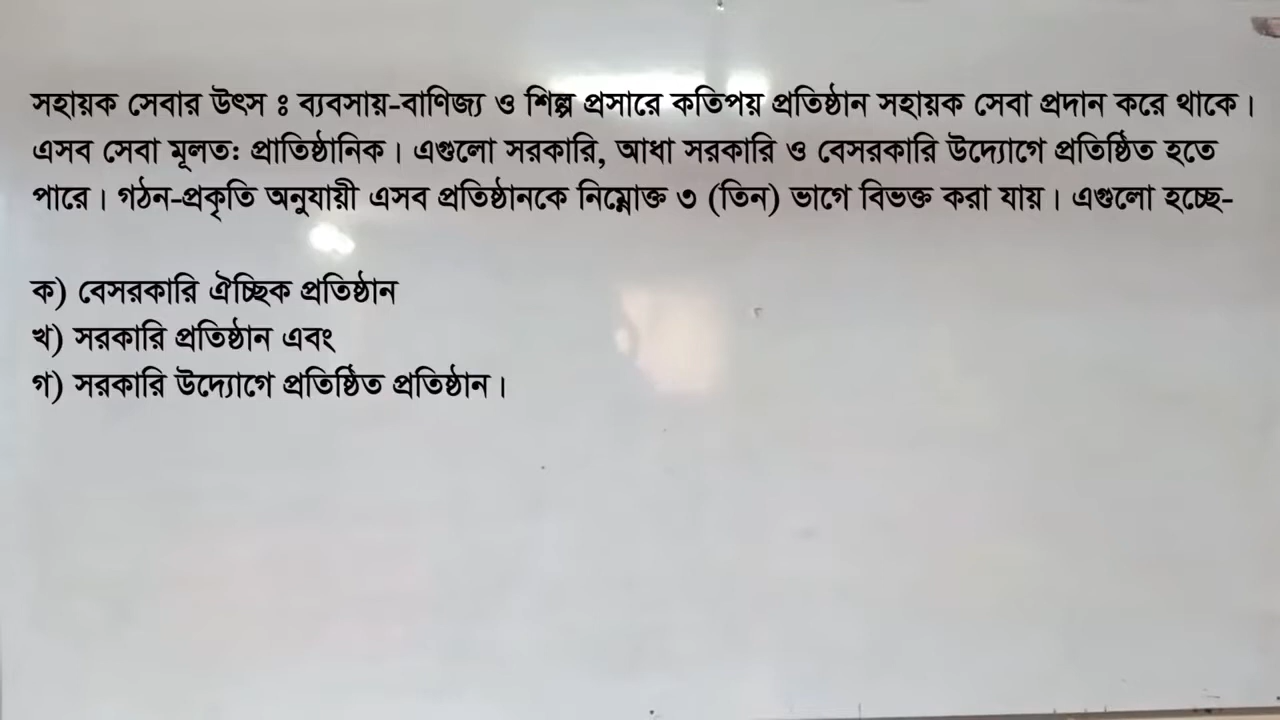 সহায়ক সেবার উৎস ঃ ব্যবসায়-বাণিজ্য ও শিল্প প্রসারে কতিপয় প্রতিষ্ঠান সহায়ক সেবা প্রদান করে থাকে।
এসব সেবা মূলত: প্রাতিষ্ঠানিক। এগুলো সরকারি, আধা সরকারি ও বেসরকারি উদ্যোগে প্রতিষ্ঠিত হতে
পারে। গঠন-প্রকৃতি অনুযায়ী এসব প্রতিষ্ঠানকে নিম্নোক্ত ৩ (তিন) ভাগে বিভক্ত করা যায়। এগুলো হচ্ছে-
ক) বেসরকারি ঐচ্ছিক প্রতিষ্ঠান
খ) সরকারি প্রতিষ্ঠান এবং
গ) সরকারি উদ্যোগে প্রতিষ্ঠিত প্রতিষ্ঠান।